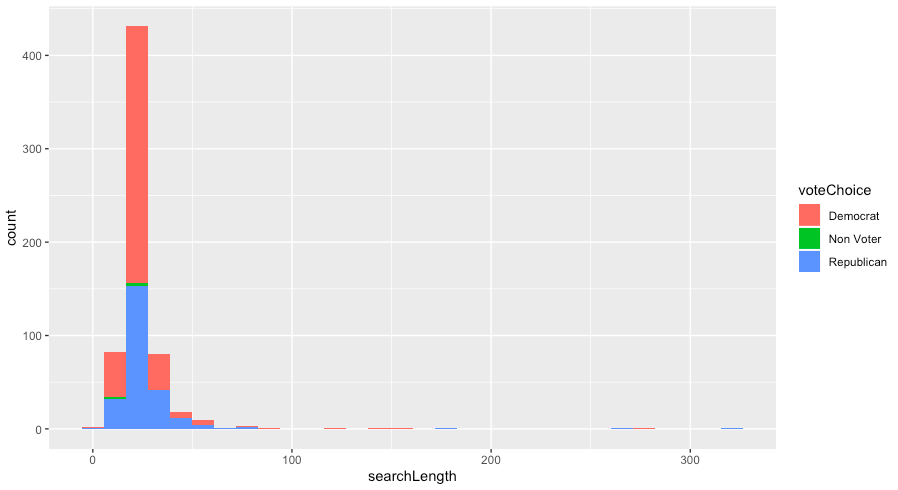 400
300
200
100
0
count
0
100
200
300
searchLength
voteChoice
Democrat
Non Voter
Republican